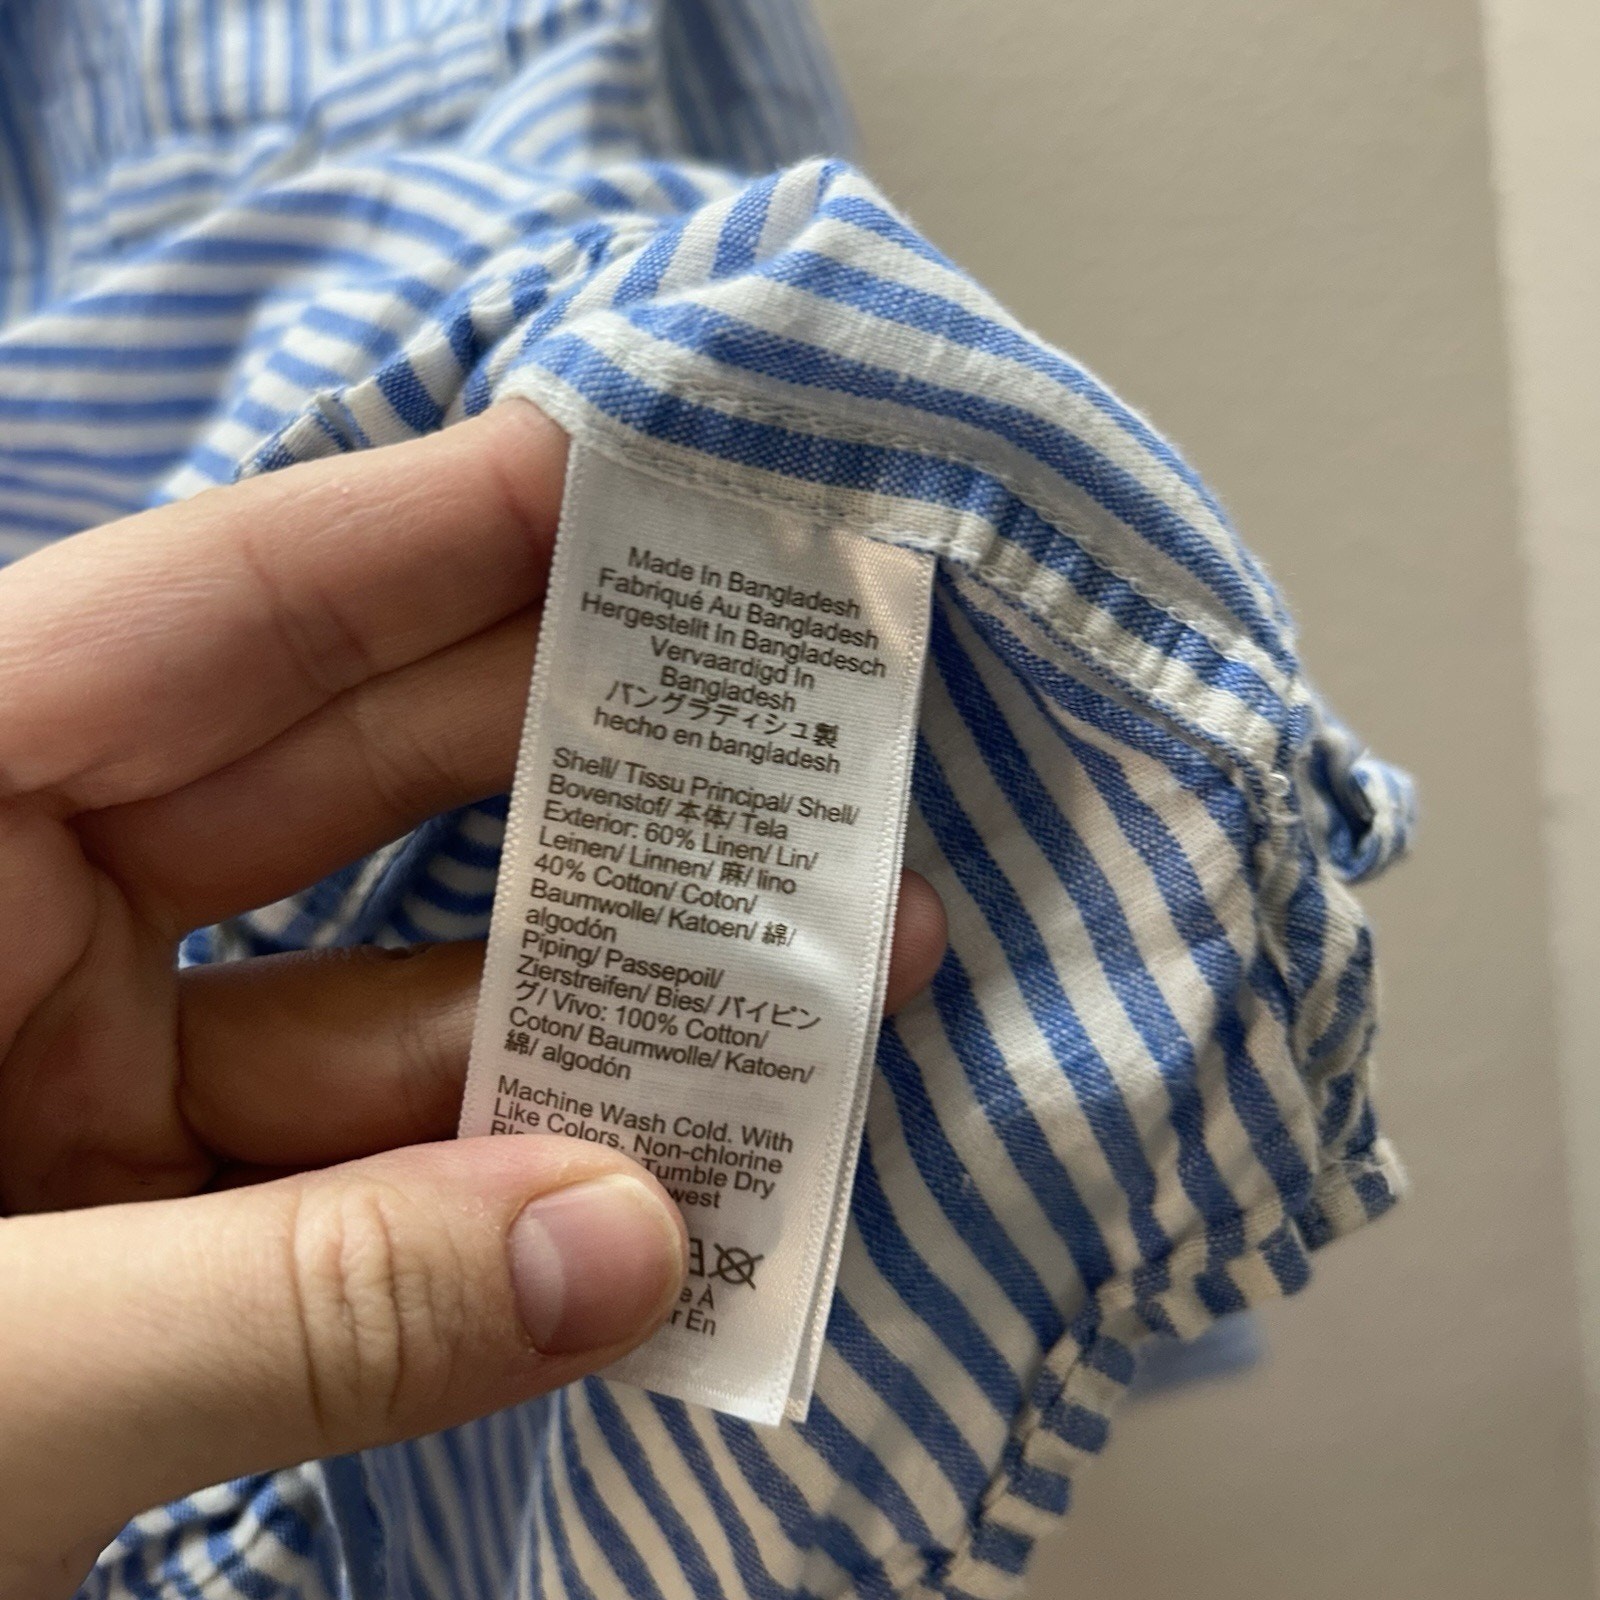 Made In Bangladesh
Fabriqué Au Bangladesh
Hergestellt In Bangladesch
Vervaardigd In
Bangladesh
バングラディシュ製
hecho en bangladesh
Shell/ Tissu Principal/ Shell/
Bovenstof/ 本体/ Tela
Exterior: 60% Linen/ Lin/
Leinen/ Linnen/ 麻/ lino
40% Cotton/ Coton/
Baumwolle/ Katoen/ 綿/
algodón
Piping/ Passepoil/
Zierstreifen/ Bies/ パイピン
グ/ Vivo: 100% Cotton/
Coton/ Baumwolle/ Katoen/
綿/ algodón
Machine Wash Cold. With
Like Colors. Non-chlorine
Tumble Dry
À
En